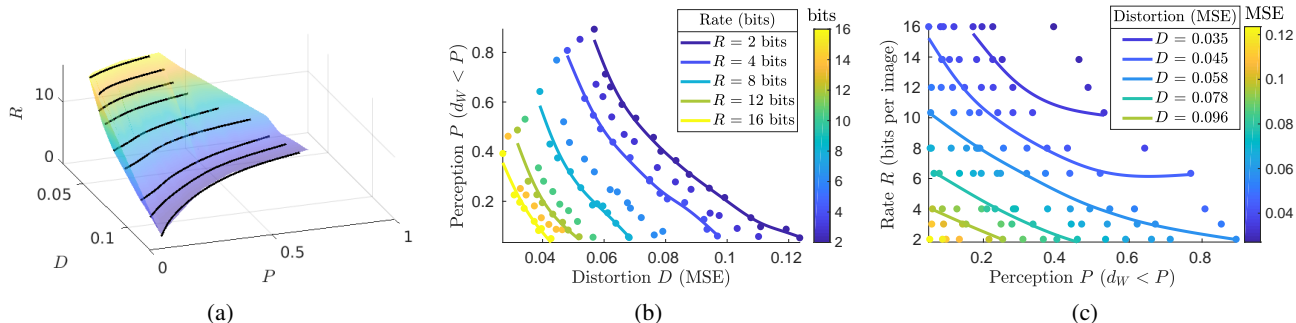 R
10
0
0.05
0.1
D
0
0.5
1
P
(a)
Perception P (d_W < P)
0.8
0.6
0.4
0.2
0.04
0.06
0.08
0.10
0.12
Distortion D (MSE)
Rate (bits)
R = 2 bits
R = 4 bits
R = 8 bits
R = 12 bits
R = 16 bits
bits
16
14
12
10
8
6
4
2
(b)
Rate R (bits per image)
16
14
12
10
8
6
4
2
0.2
0.4
0.6
0.8
Perception P (d_W < P)
Distortion (MSE)
D = 0.035
D = 0.045
D = 0.058
D = 0.078
D = 0.096
MSE
0.12
0.1
0.08
0.06
0.04
(c)